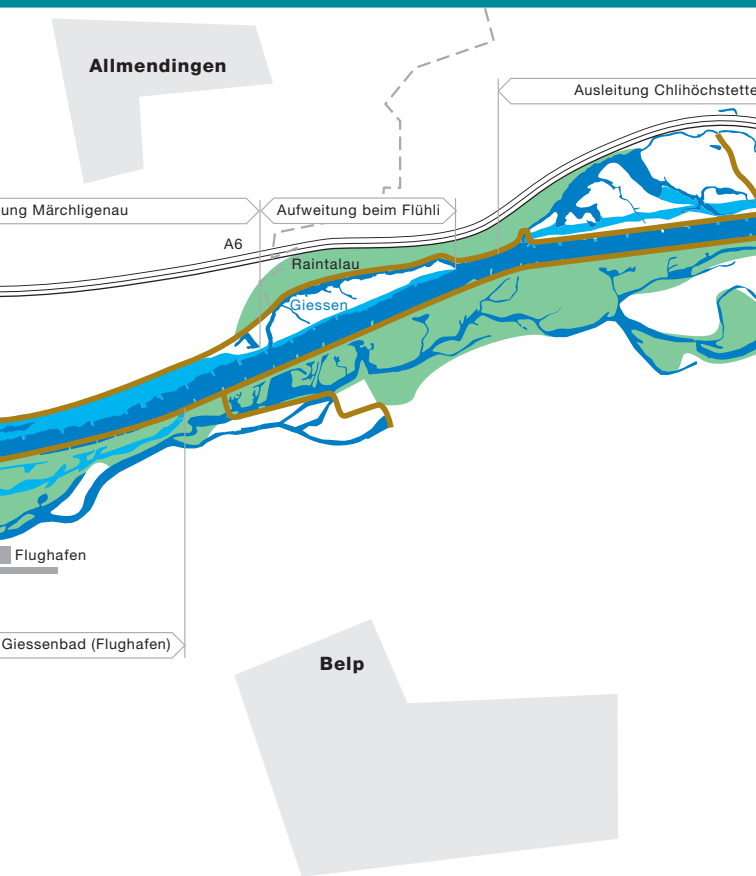 Allmendingen
Ausleitung Chlihöchstette
ung Märchligenau
Aufweitung beim Flühli
A6
Raintalau
Giessen
Flughafen
Giessenbad (Flughafen)
Belp